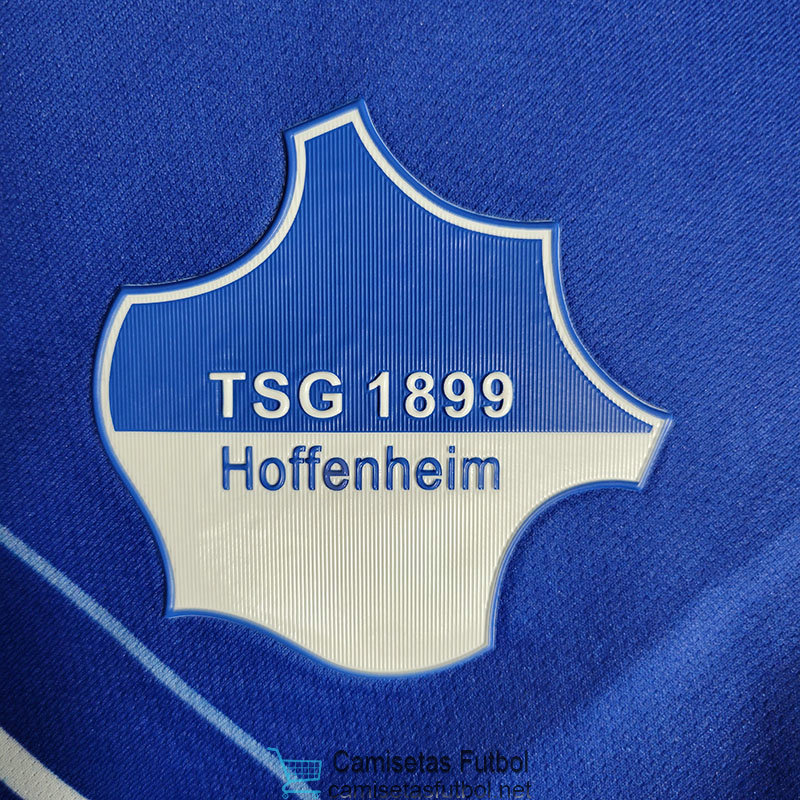 TSG 1899
Hoffenheim
Camisetas Futbol
camisetasfutbol.net